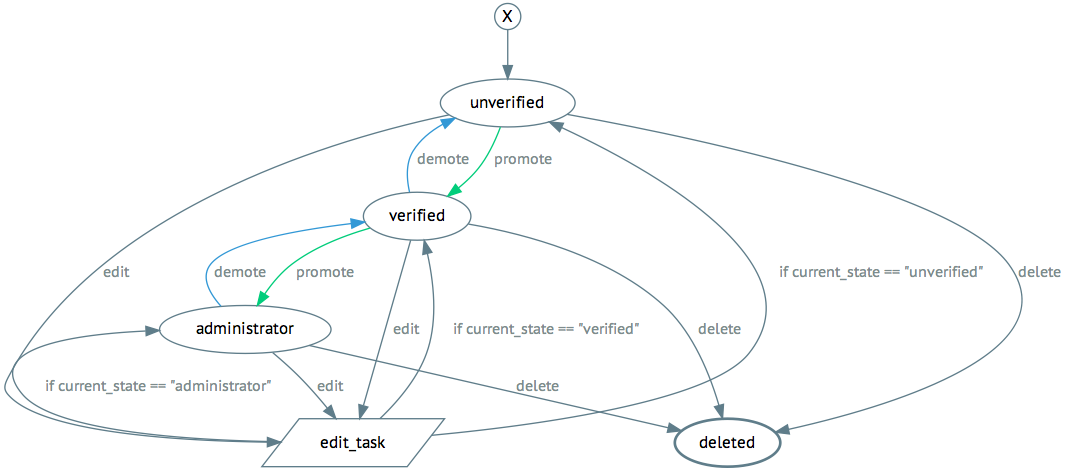 X
unverified
demote
promote
verified
edit
demote
promote
if current_state == "unverified"
delete
administrator
edit
if current_state == "verified"
delete
if current_state == "administrator"
edit
delete
edit_task
deleted